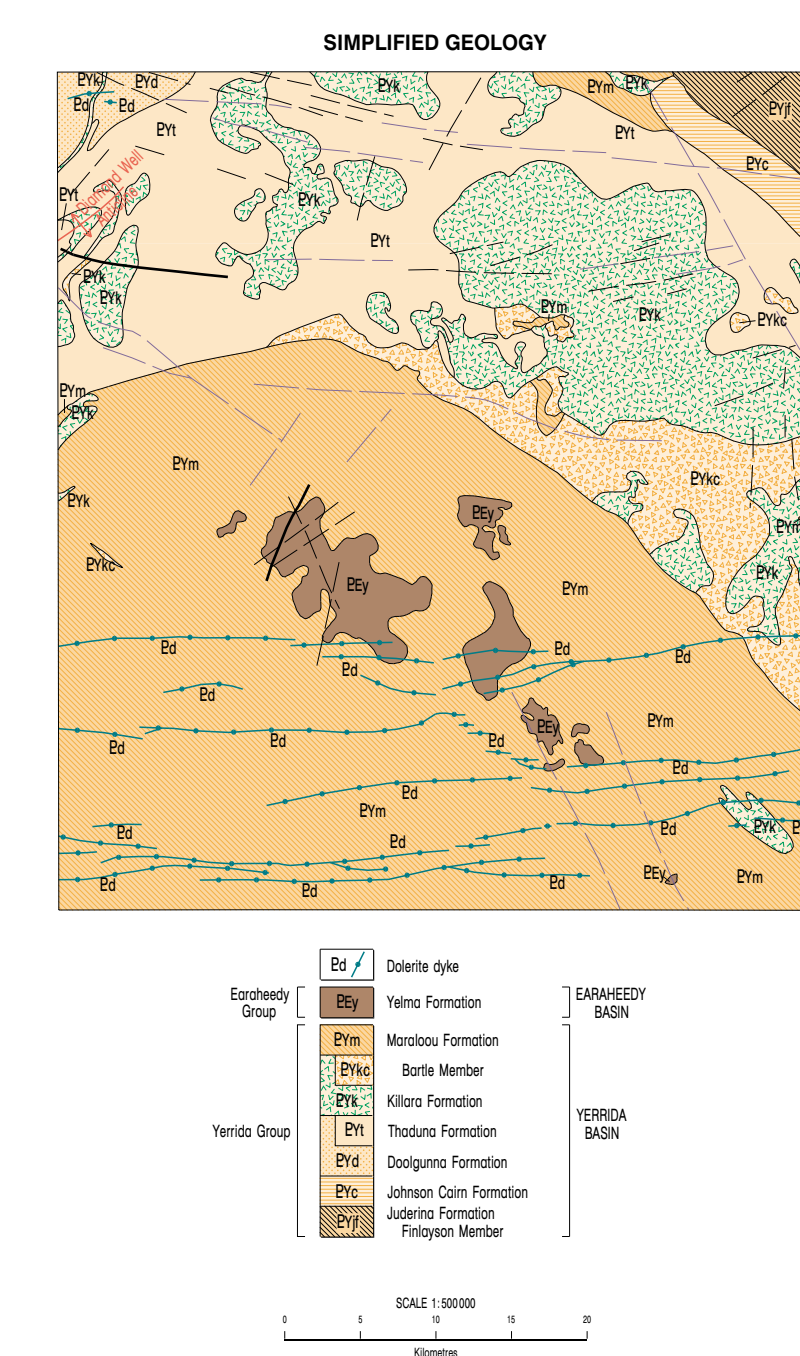 SIMPLIFIED GEOLOGY
PYk
PYd
PYk
PYm
PYk
Pd
Pd
PYjf
PYt
PYt
PYc
Diamond Well
Anticline
PYt
PYk
PYt
PYk
PYk
PYm
PYk
PYkc
PYm
PYk
PYm
PYkc
PYk
PEy
PYm
PYkc
PYk
PEy
PYm
Pd
Pd
Pd
Pd
Pd
PEy
PYm
Pd
Pd
Pd
Pd
Pd
PYm
Pd
Pd
Pd
PYk
P
PEy
PYm
Pd
Pd
Pd
Pd Dolerite dyke
Earaheedy
Group
PEy Yelma Formation
EARAHEEDY
BASIN
PYm Maraloou Formation
PYkc Bartle Member
PYk Killara Formation
Yerrida Group
PYt Thaduna Formation
YERRIDA
BASIN
PYd Doolgunna Formation
PYc Johnson Cairn Formation
PYjf Juderina Formation
Finlayson Member
SCALE 1:500 000
0 5 10 15 20
Kilometres